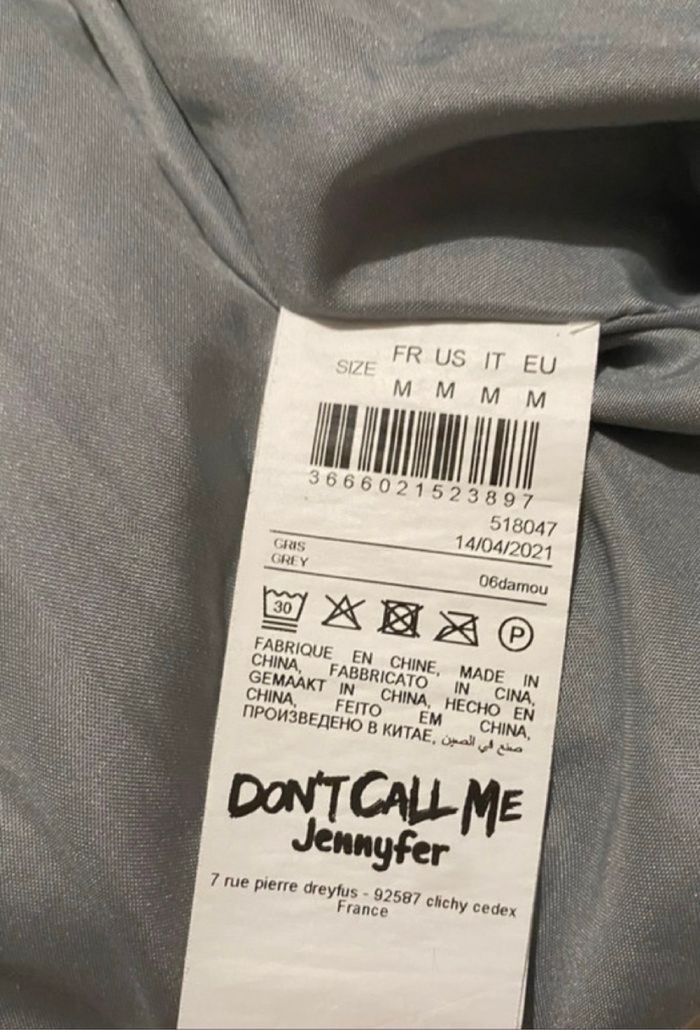 SIZE FR US IT EU
M M M M
3666021523897
518047
14/04/2021
GRIS
GREY
06damou
30
P
FABRIQUE EN CHINE, MADE IN
CHINA, FABBRICATO IN CINA,
GEMAAKT IN CHINA, HECHO EN
CHINA, FEITO EM CHINA,
ПРОИЗВЕДЕНО В КИТАЕ, صنع في الصين
DON'T CALL ME
Jennyfer
7 rue pierre dreyfus - 92587 clichy cedex
France